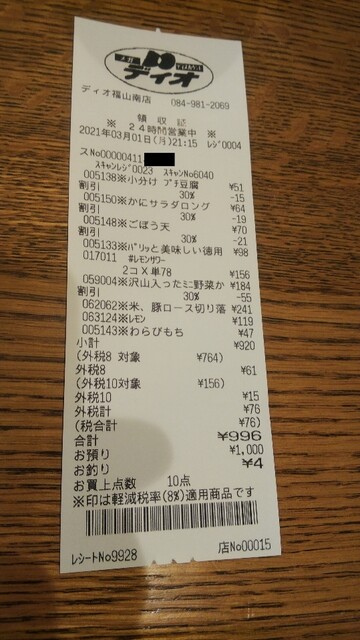 ディオ
ディオ福山南店 084-981-2069
領 収 証
※ 24時間営業中 ※
2021年03月01日(月)21:15 レジ0004
スNo00000411
スキャンレジ0023 スキャンNo6040
005138※小分け プチ豆腐 ¥51
割引 30% -15
005150※かにサラダロング ¥64
割引 30% -19
005148※ごぼう天 ¥70
割引 30% -21
005133※パリッと美味しい徳用 ¥98
017011 #レモンサワー
2コ×単78 ¥156
059004※沢山入ったミニ野菜か ¥184
割引 30% -55
062062※米、豚ロース切り落 ¥241
063124※レモン ¥119
005143※わらびもち ¥47
小計 ¥920
(外税8 対象 ¥764)
外税8 ¥61
(外税10対象 ¥156)
外税10 ¥15
外税計 ¥76
(税合計 ¥76)
合計 ¥996
お預り ¥1,000
お釣り ¥4
お買上点数 10点
※印は軽減税率(8%)適用商品です
レシートNo9928 店No00015